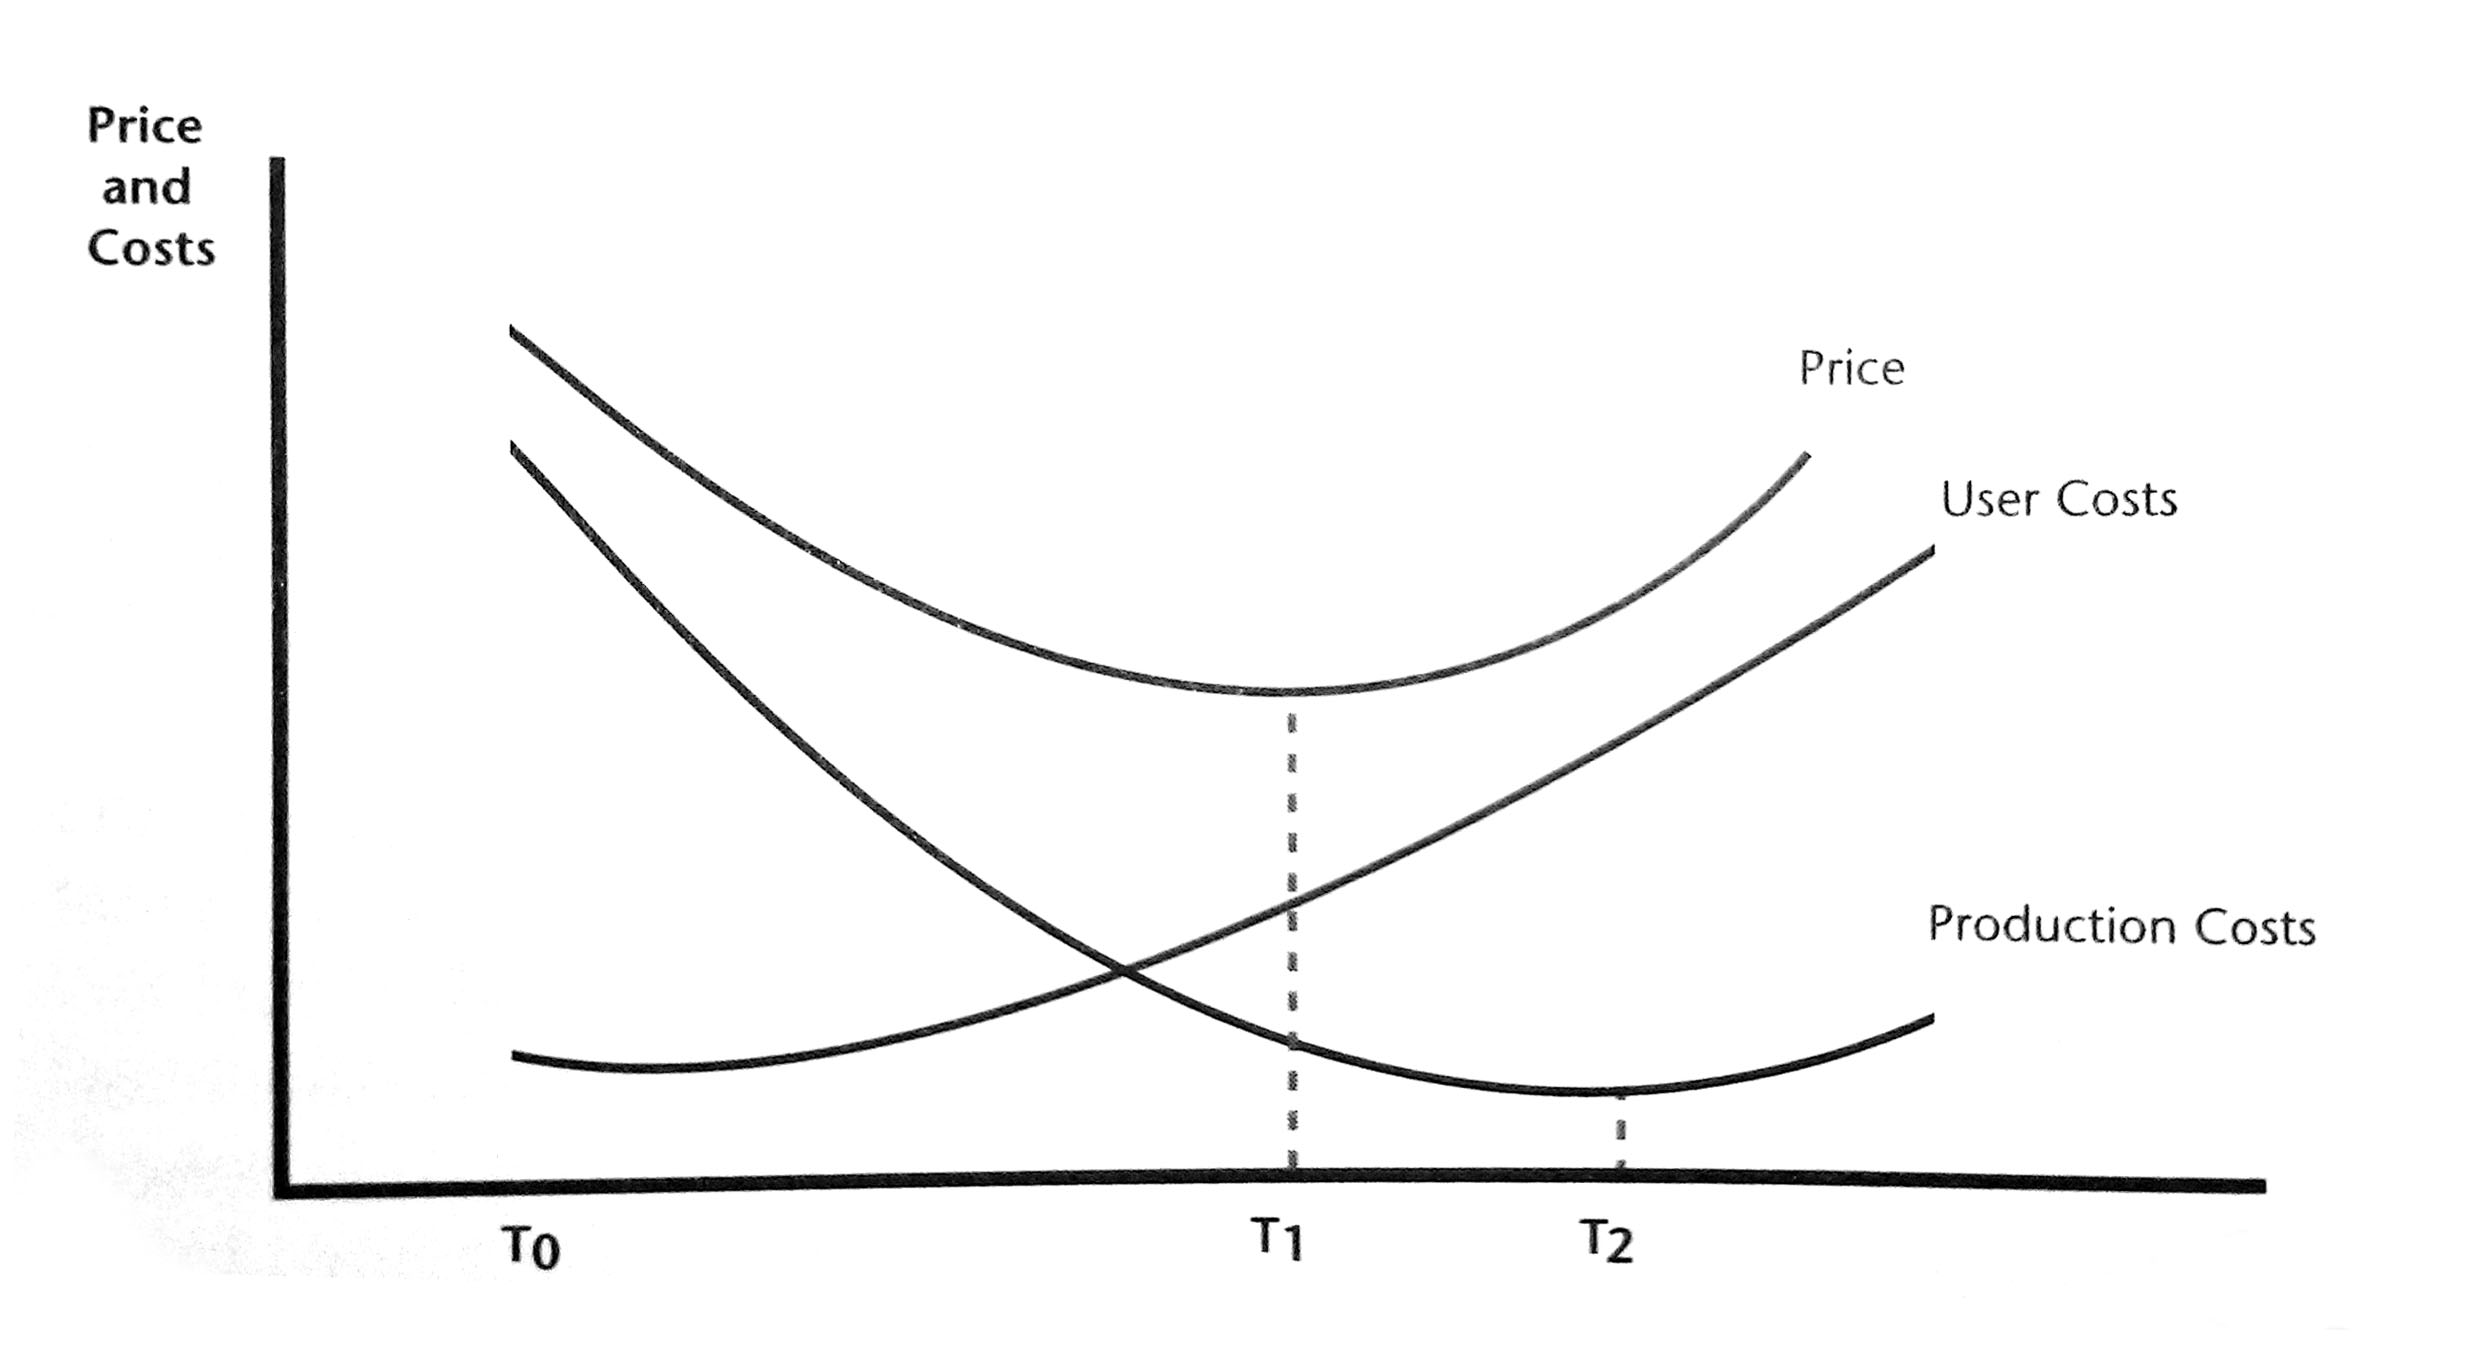 Price
and
Costs
Price
User Costs
Production Costs
T0
T1
T2